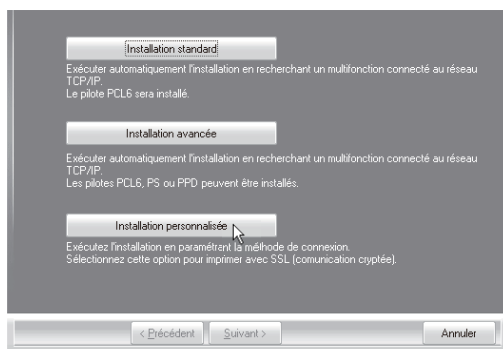 Installation standard
Exécuter automatiquement l'installation en recherchant un multifonction connecté au réseau
TCP/IP.
Le pilote PCL6 sera installé.
Installation avancée
Exécuter automatiquement l'installation en recherchant un multifonction connecté au réseau
TCP/IP.
Les pilotes PCL6, PS ou PPD peuvent être installés.
Installation personnalisée
Exécutez l'installation en paramétrant la méthode de connexion.
Sélectionnez cette option pour imprimer avec SSL (comunication cryptée).
< Précédent Suivant > Annuler